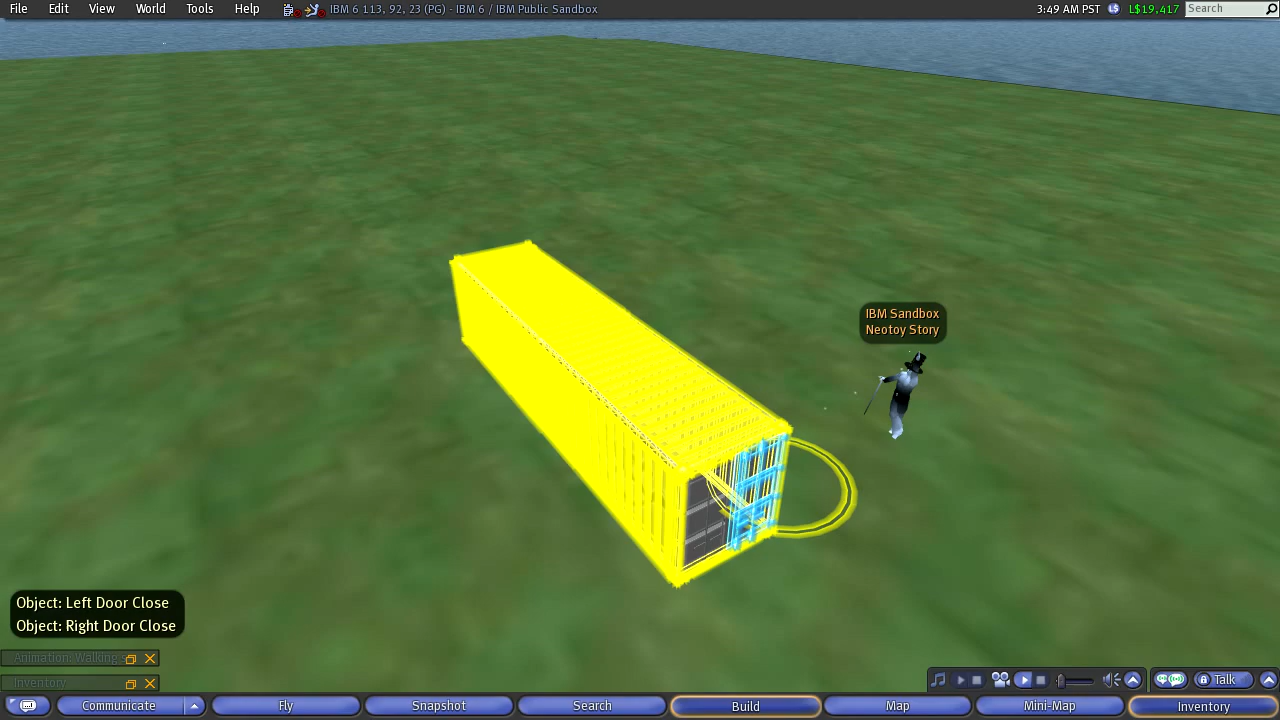 File Edit View World Tools Help IBM 6 113, 92, 23 (PG) - IBM 6 / IBM Public Sandbox 3:49 AM PST L$ L$19,417 Search
IBM Sandbox
Neotoy Story
Object: Left Door Close
Object: Right Door Close
Animation: Walking s
Inventory
Talk
Communicate Fly Snapshot Search Build Map Mini-Map Inventory